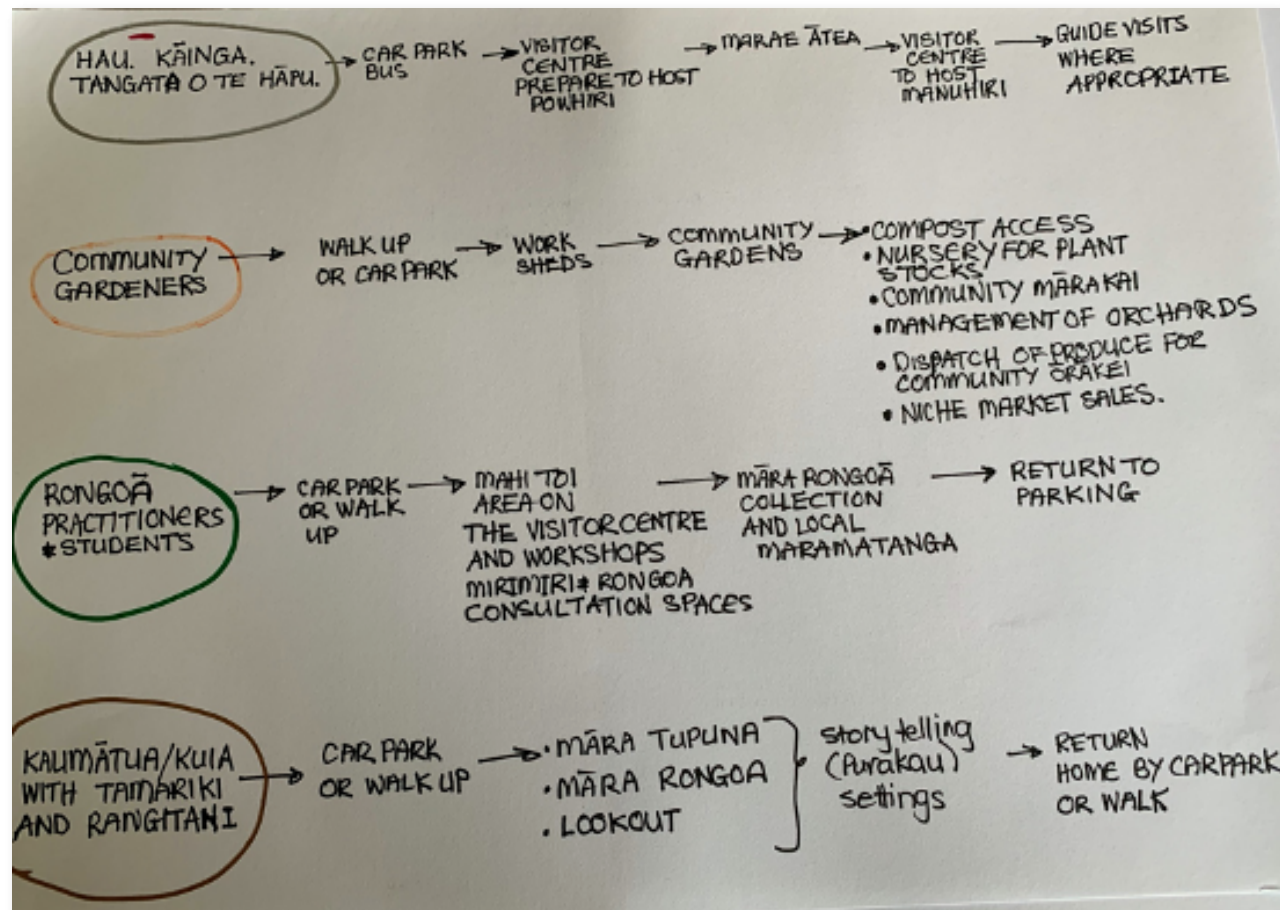 HAU. KĀINGA.
TANGATA O TE HĀPU.
CAR PARK
BUS
VISITOR
CENTRE
PREPARE TO HOST
POWHIRI
MARAE ĀTEA
VISITOR
CENTRE
TO HOST
MANUHIRI
GUIDE VISITS
WHERE
APPROPRIATE
COMMUNITY
GARDENERS
WALK UP
OR CAR PARK
WORK
SHEDS
COMMUNITY
GARDENS
• COMPOST ACCESS
• NURSERY FOR PLANT
STOCKS
• COMMUNITY MĀRAKAI
• MANAGEMENT OF ORCHARDS
• DISPATCH OF PRODUCE FOR
COMMUNITY ŌRĀKEI
• NICHE MARKET SALES.
RONGOĀ
PRACTITIONERS
& STUDENTS
CAR PARK
OR WALK
UP
MAHI TOI
AREA ON
THE VISITOR CENTRE
AND WORKSHOPS
MIRIMIRI & RONGOA
CONSULTATION SPACES
MĀRA RONGOĀ
COLLECTION
AND LOCAL
MARAMATANGA
RETURN TO
PARKING
KAUMĀTUA/KUIA
WITH TAMARIKI
AND RANGITAHI
CAR PARK
OR WALK UP
• MĀRA TUPUNA
• MĀRA RONGOA
• LOOKOUT
story telling
(Purakau)
settings
RETURN
HOME BY CARPARK
OR WALK